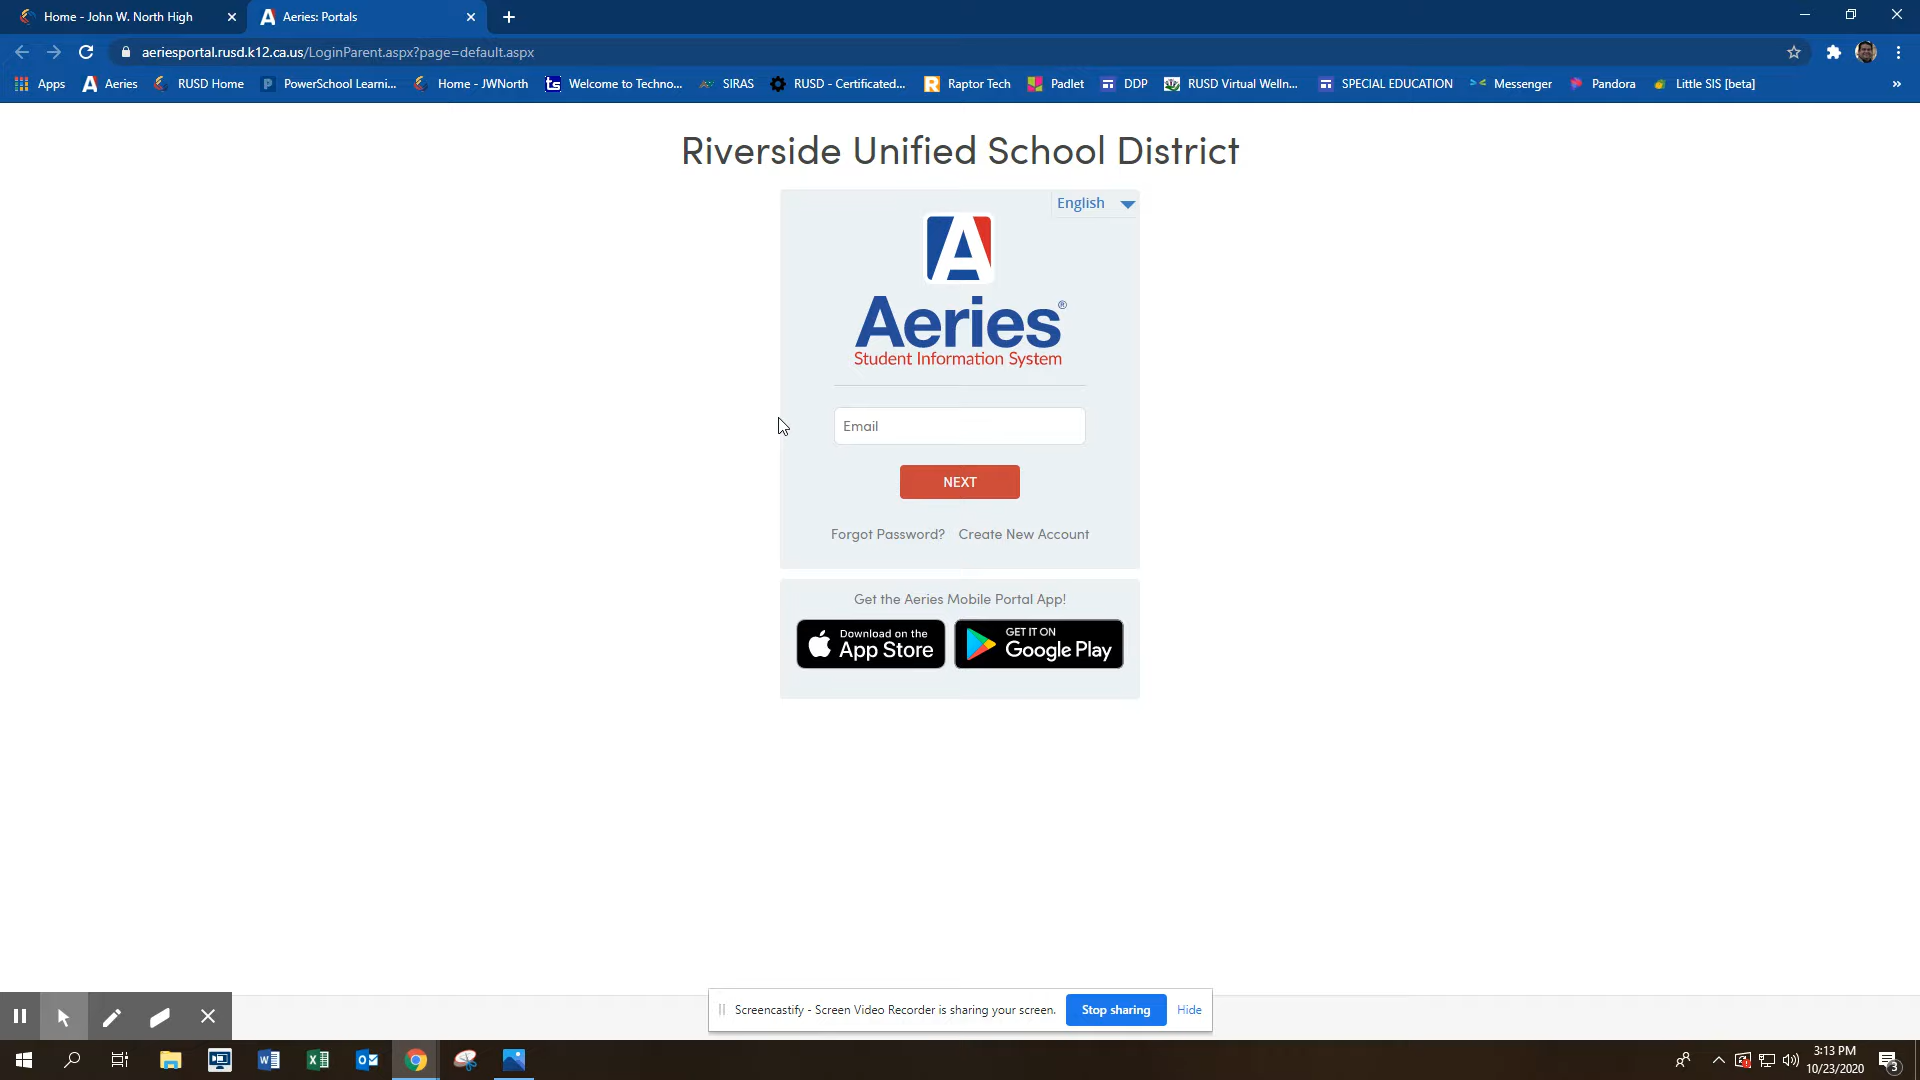 Home - John W. North High
Aeries: Portals
aeriesportal.rusd.k12.ca.us/LoginParent.aspx?page=default.aspx
Apps
Aeries
RUSD Home
PowerSchool Learni...
Home - JWNorth
ts
Welcome to Techno...
SIRAS
RUSD - Certificated...
Raptor Tech
Padlet
DDP
RUSD Virtual Welln...
SPECIAL EDUCATION
Messenger
Pandora
Little SIS [beta]
»
Riverside Unified School District
English
A
Aeries®
Student Information System
Email
NEXT
Forgot Password?
Create New Account
Get the Aeries Mobile Portal App!
Download on the
App Store
GET IT ON
Google Play
Screencastify - Screen Video Recorder is sharing your screen.
Stop sharing
Hide
3:13 PM
10/23/2020
3